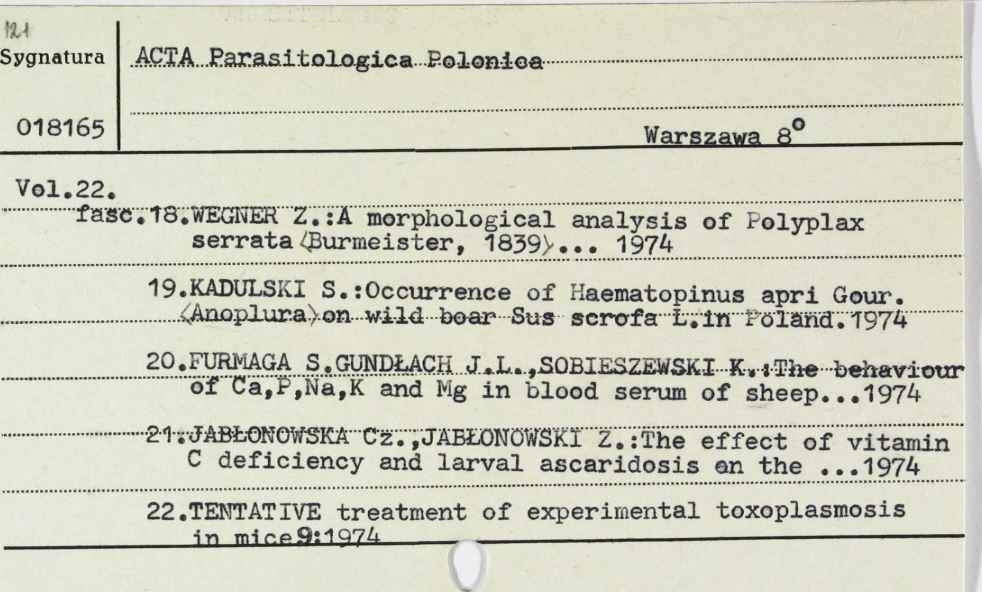 121
Sygnatura
ACTA Parasitologica Polonica
018165
Warszawa 8°
Vol.22.
fasc.18.WEGNER Z.:A morphological analysis of Polyplax
serrata<Burmeister, 1839>... 1974
19.KADULSKI S.:Occurrence of Haematopinus apri Gour.
<Anoplura>on wild boar Sus scrofa L.in Poland.1974
20.FURMAGA S.GUNDŁACH J.L.,SOBIESZEWSKI K.:The behaviour
of Ca,P,Na,K and Mg in blood serum of sheep...1974
21.JABŁONOWSKA Cz.,JABŁONOWSKI Z.:The effect of vitamin
C deficiency and larval ascaridosis on the ...1974
22.TENTATIVE treatment of experimental toxoplasmosis
in mice9:1974